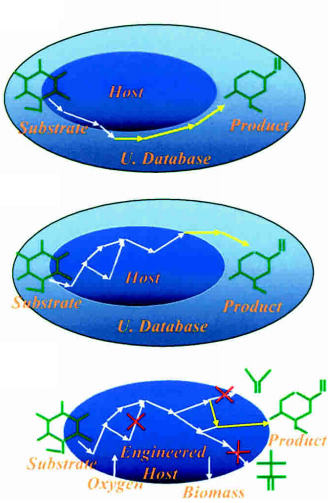 Host
Substrate
Product
U. Database
Host
Substrate
Product
U. Database
Product
Engineered
Substrate
Host
Oxygen
Biomass